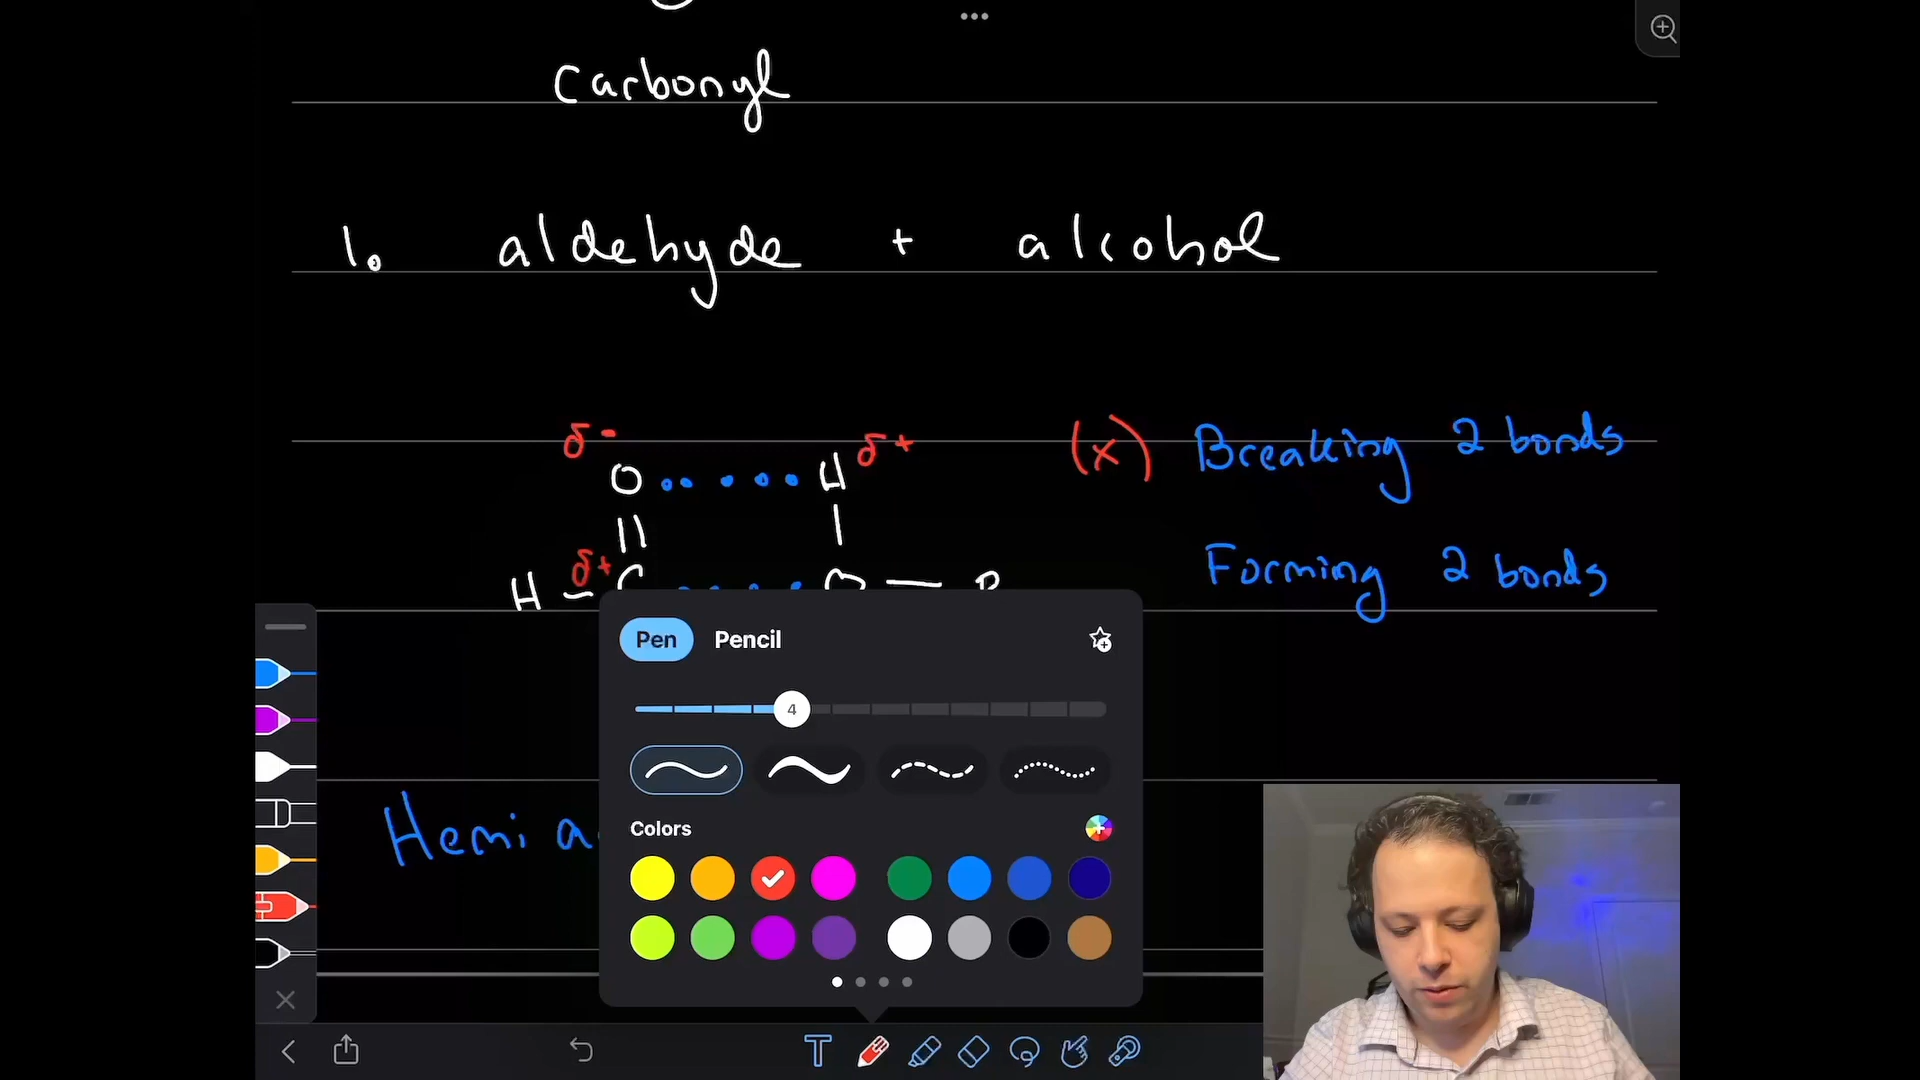 Carbonyl
1. aldehyde + alcohol
δ- δ+ (x) Breaking 2 bonds
O H
δ+ Forming 2 bonds
H - C O — R
Pen Pencil
4
Hemi a
Colors
T